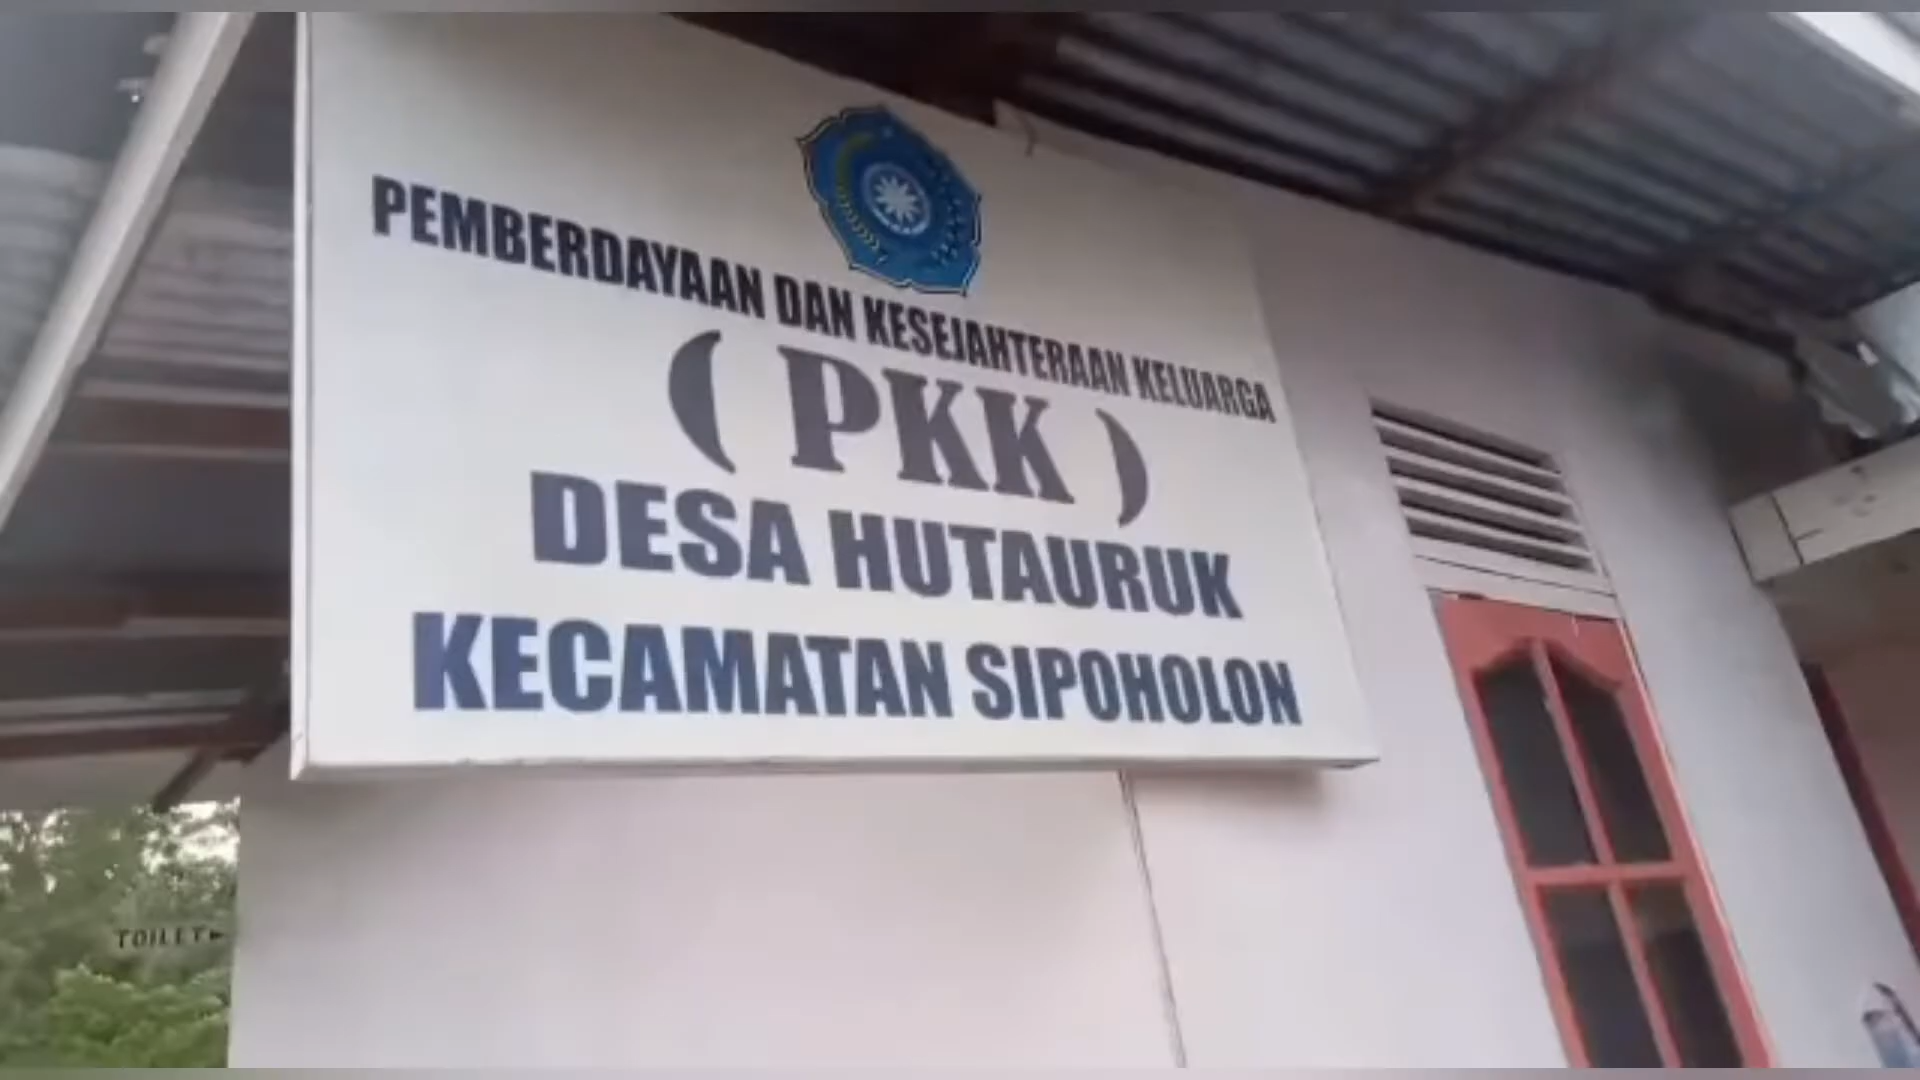 PEMBERDAYAAN DAN KESEJAHTERAAN KELUARGA
( PKK )
DESA HUTAURUK
KECAMATAN SIPOHOLON
TOILET